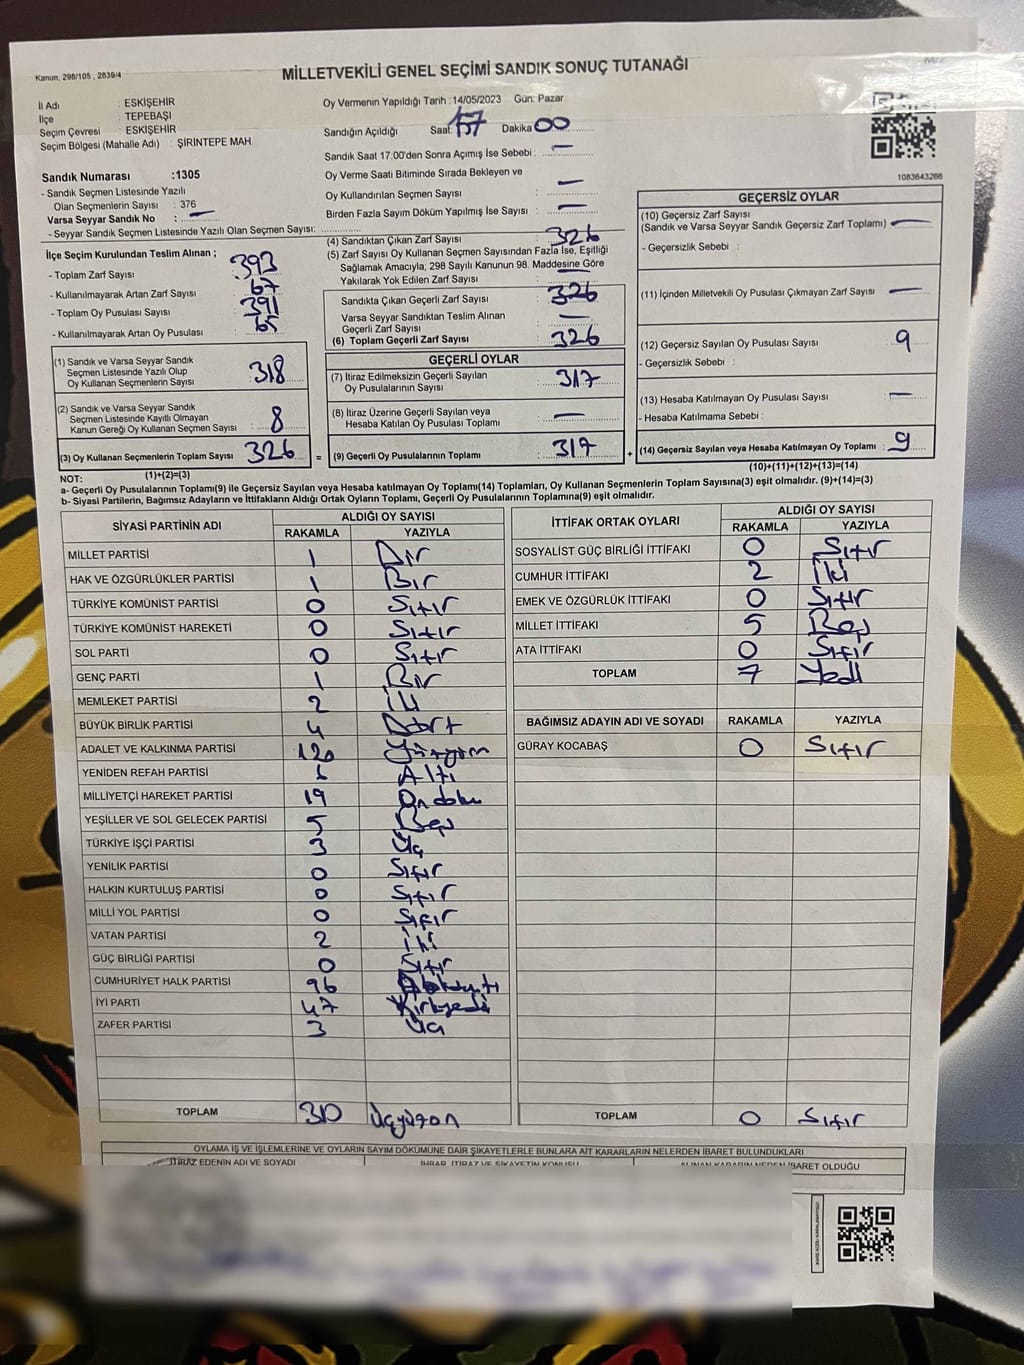 Kanun, 298/105 , 2839/4
MİLLETVEKİLİ GENEL SEÇİMİ SANDIK SONUÇ TUTANAĞI
İl Adı : ESKİŞEHİR
İlçe : TEPEBAŞI
Seçim Çevresi : ESKİŞEHİR
Seçim Bölgesi (Mahalle Adı) : ŞİRİNTEPE MAH.
Sandık Numarası :1305
- Sandık Seçmen Listesinde Yazılı
Olan Seçmenlerin Sayısı : 376
Varsa Seyyar Sandık No : —
- Seyyar Sandık Seçmen Listesinde Yazılı Olan Seçmen Sayısı:
Oy Vermenin Yapıldığı Tarih :14/05/2023 Gün: Pazar
Sandığın Açıldığı Saat: Dakika 00
Sandık Saat 17:00'den Sonra Açımış İse Sebebi : —
Oy Verme Saati Bitiminde Sırada Bekleyen ve
Oy Kullandırılan Seçmen Sayısı : —
Birden Fazla Sayım Döküm Yapılmış İse Sayısı : —
1083643266
İlçe Seçim Kurulundan Teslim Alınan ;
- Toplam Zarf Sayısı : 393
- Kullanılmayarak Artan Zarf Sayısı : 67
- Toplam Oy Pusulası Sayısı : 391
- Kullanılmayarak Artan Oy Pusulası : 65
(1) Sandık ve Varsa Seyyar Sandık
Seçmen Listesinde Yazılı Olup
Oy Kullanan Seçmenlerin Sayısı : 318
(2) Sandık ve Varsa Seyyar Sandık
Seçmen Listesinde Kayıtlı Olmayan
Kanun Gereği Oy Kullanan Seçmen Sayısı : 8
(3) Oy Kullanan Seçmenlerin Toplam Sayısı : 326
(1)+(2)=(3)
(4) Sandıktan Çıkan Zarf Sayısı : 326
(5) Zarf Sayısı Oy Kullanan Seçmen Sayısından Fazla İse, Eşitliği
Sağlamak Amacıyla, 298 Sayılı Kanunun 98. Maddesine Göre
Yakılarak Yok Edilen Zarf Sayısı : —
Sandıkta Çıkan Geçerli Zarf Sayısı : 326
Varsa Seyyar Sandıktan Teslim Alınan
Geçerli Zarf Sayısı : —
(6) Toplam Geçerli Zarf Sayısı : 326
GEÇERLİ OYLAR
(7) İtiraz Edilmeksizin Geçerli Sayılan
Oy Pusulalarının Sayısı : 317
(8) İtiraz Üzerine Geçerli Sayılan veya
Hesaba Katılan Oy Pusulası Toplamı : —
= (9) Geçerli Oy Pusulalarının Toplamı : 317
GEÇERSİZ OYLAR
(10) Geçersiz Zarf Sayısı
(Sandık ve Varsa Seyyar Sandık Geçersiz Zarf Toplamı) : —
- Geçersizlik Sebebi :
(11) İçinden Milletvekili Oy Pusulası Çıkmayan Zarf Sayısı : —
(12) Geçersiz Sayılan Oy Pusulası Sayısı : 9
- Geçersizlik Sebebi :
(13) Hesaba Katılmayan Oy Pusulası Sayısı : —
- Hesaba Katılmama Sebebi :
+ (14) Geçersiz Sayılan veya Hesaba Katılmayan Oy Toplamı : 9
(10)+(11)+(12)+(13)=(14)
NOT:
a- Geçerli Oy Pusulalarının Toplamı(9) ile Geçersiz Sayılan veya Hesaba Katılmayan Oy Toplamı(14) Toplamları, Oy Kullanan Seçmenlerin Toplam Sayısına(3) eşit olmalıdır. (9)+(14)=(3)
b- Siyasi Partilerin, Bağımsız Adayların ve İttifakların Aldığı Ortak Oyların Toplamı, Geçerli Oy Pusulalarının Toplamına(9) eşit olmalıdır.
SİYASİ PARTİNİN ADI ALDIĞI OY SAYISI
RAKAMLA YAZIYLA
MİLLET PARTİSİ 1 Bir
HAK VE ÖZGÜRLÜKLER PARTİSİ 1 Bir
TÜRKİYE KOMÜNİST PARTİSİ 0 Sıfır
TÜRKİYE KOMÜNİST HAREKETİ 0 Sıfır
SOL PARTİ 0 Sıfır
GENÇ PARTİ 1 Bir
MEMLEKET PARTİSİ 2 İki
BÜYÜK BİRLİK PARTİSİ 4 Dört
ADALET VE KALKINMA PARTİSİ 120 Yüzyirmi
YENİDEN REFAH PARTİSİ 6 Altı
MİLLİYETÇİ HAREKET PARTİSİ 19 Ondokuz
YEŞİLLER VE SOL GELECEK PARTİSİ 5 Beş
TÜRKİYE İŞÇİ PARTİSİ 3 Üç
YENİLİK PARTİSİ 0 Sıfır
HALKIN KURTULUŞ PARTİSİ 0 Sıfır
MİLLİ YOL PARTİSİ 0 Sıfır
VATAN PARTİSİ 2 İki
GÜÇ BİRLİĞİ PARTİSİ 0 Sıfır
CUMHURİYET HALK PARTİSİ 96
İYİ PARTİ 47 Kırkyedi
ZAFER PARTİSİ 3 Üç
TOPLAM 310 Üçyüzon
İTTİFAK ORTAK OYLARI ALDIĞI OY SAYISI
RAKAMLA YAZIYLA
SOSYALİST GÜÇ BİRLİĞİ İTTİFAKI 0 Sıfır
CUMHUR İTTİFAKI 2 İki
EMEK VE ÖZGÜRLÜK İTTİFAKI 0 Sıfır
MİLLET İTTİFAKI 5 Beş
ATA İTTİFAKI 0 Sıfır
TOPLAM 7 Yedi
BAĞIMSIZ ADAYIN ADI VE SOYADI RAKAMLA YAZIYLA
GÜRAY KOCABAŞ 0 Sıfır
TOPLAM 0 Sıfır
OYLAMA İŞ VE İŞLEMLERİNE VE OYLARIN SAYIM DÖKÜMÜNE DAİR ŞİKAYETLERLE BUNLARA AİT KARARLARIN NELERDEN İBARET BULUNDUKLARI
İTİRAZ EDENİN ADI VE SOYADI İHBAR, İTİRAZ VE ŞİKAYETİN KONUSU ALINAN KARARIN NEDEN İBARET OLDUĞU